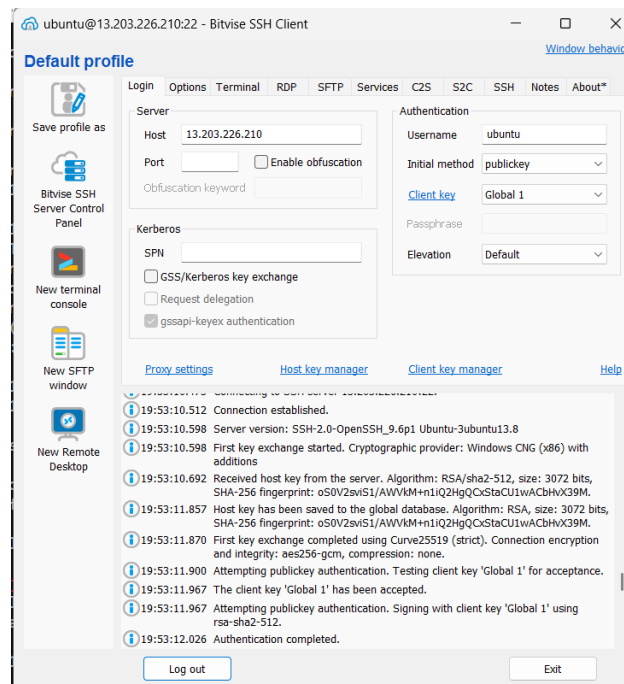 ubuntu@13.203.226.210:22 - Bitvise SSH Client
Default profile
Window behavio
Save profile as
Bitvise SSH
Server Control
Panel
New terminal
console
New SFTP
window
New Remote
Desktop
Login Options Terminal RDP SFTP Services C2S S2C SSH Notes About*
Server
Host 13.203.226.210
Port Enable obfuscation
Obfuscation keyword
Kerberos
SPN
GSS/Kerberos key exchange
Request delegation
gssapi-keyex authentication
Authentication
Username ubuntu
Initial method publickey
Client key Global 1
Passphrase
Elevation Default
Proxy settings Host key manager Client key manager Help
19:53:10.512 Connection established.
19:53:10.598 Server version: SSH-2.0-OpenSSH_9.6p1 Ubuntu-3ubuntu13.8
19:53:10.598 First key exchange started. Cryptographic provider: Windows CNG (x86) with
additions
19:53:10.692 Received host key from the server. Algorithm: RSA/sha2-512, size: 3072 bits,
SHA-256 fingerprint: oS0V2sviS1/AWVkM+n1iQ2HgQCxStaCU1wACbHvX39M.
19:53:11.857 Host key has been saved to the global database. Algorithm: RSA, size: 3072 bits,
SHA-256 fingerprint: oS0V2sviS1/AWVkM+n1iQ2HgQCxStaCU1wACbHvX39M.
19:53:11.870 First key exchange completed using Curve25519 (strict). Connection encryption
and integrity: aes256-gcm, compression: none.
19:53:11.900 Attempting publickey authentication. Testing client key 'Global 1' for acceptance.
19:53:11.967 The client key 'Global 1' has been accepted.
19:53:11.967 Attempting publickey authentication. Signing with client key 'Global 1' using
rsa-sha2-512.
19:53:12.026 Authentication completed.
Log out Exit